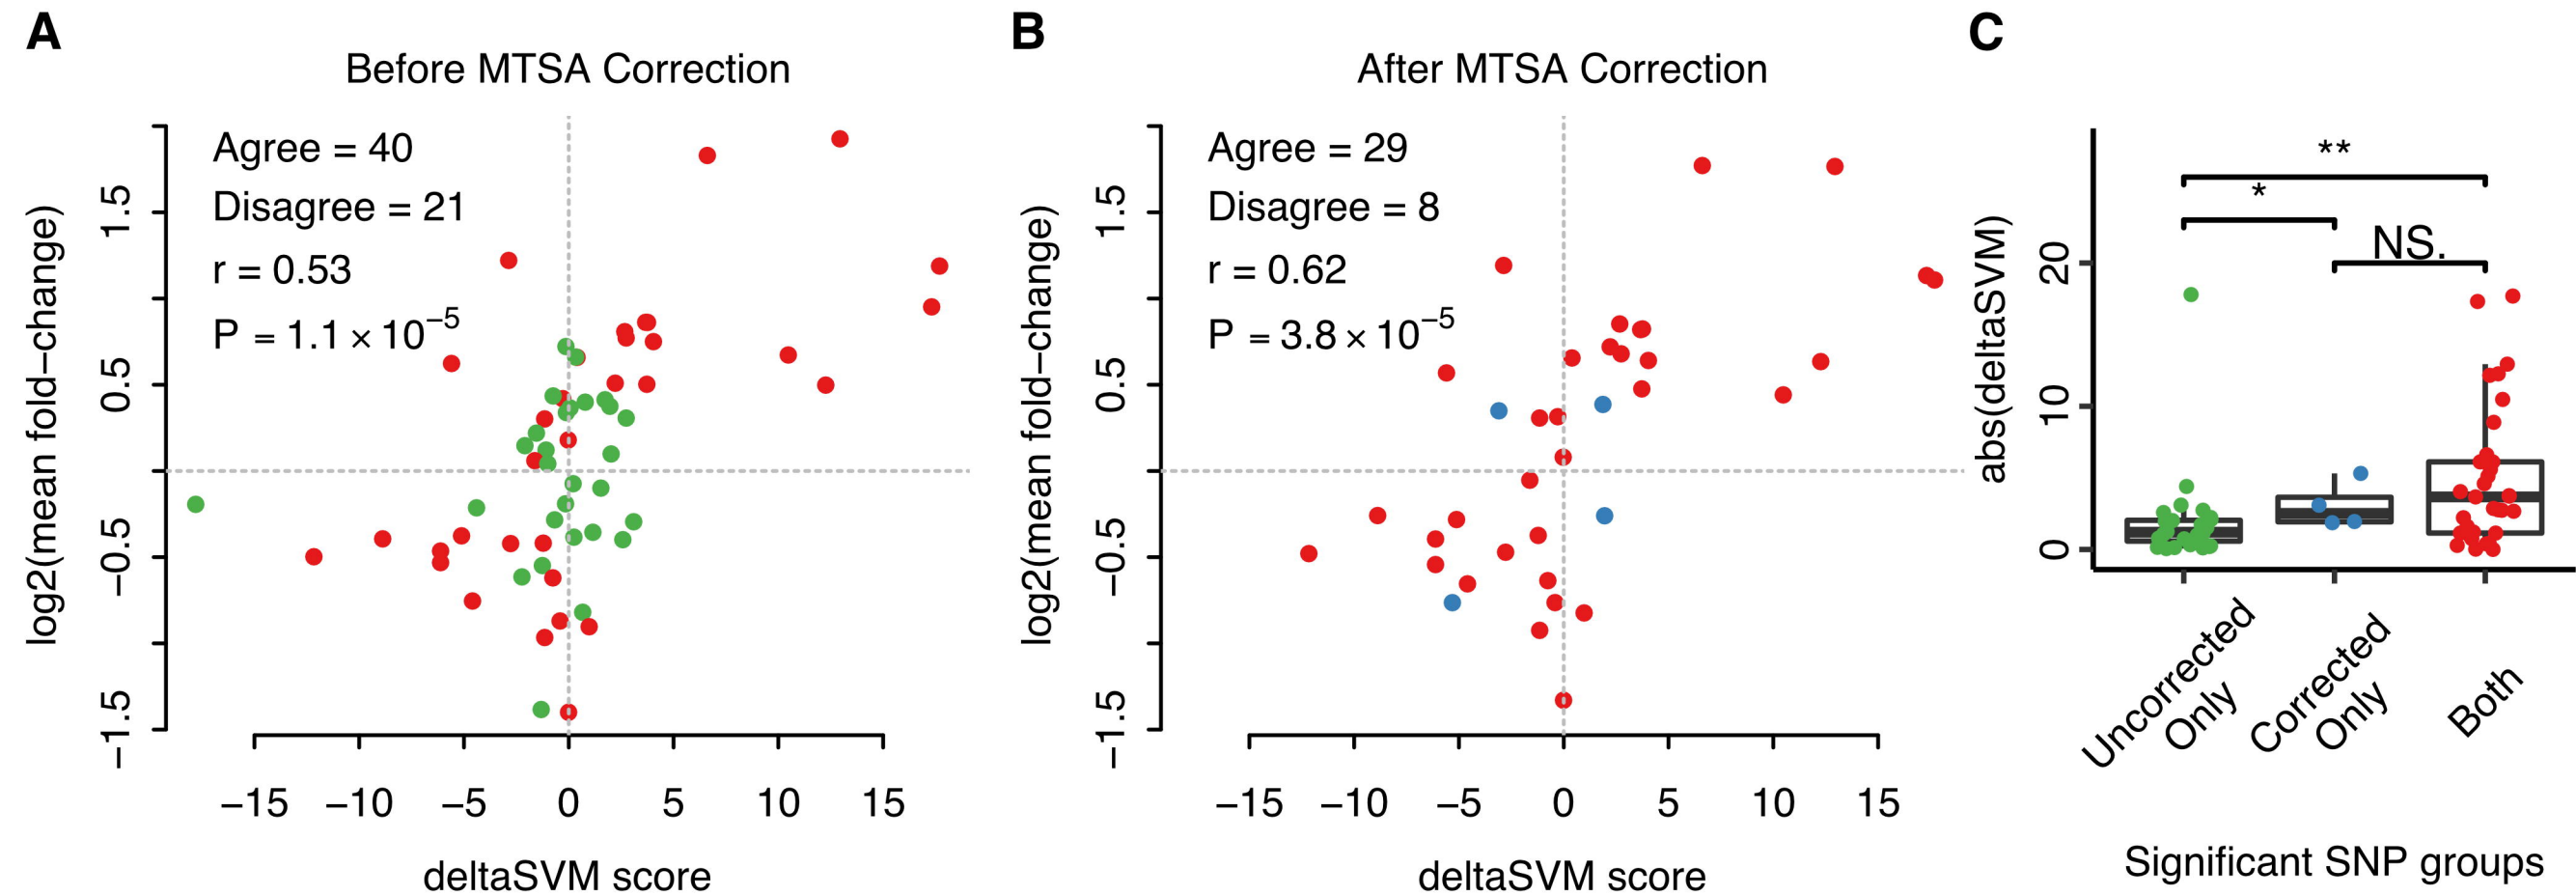 A
Before MTSA Correction
Agree = 40
Disagree = 21
r = 0.53
P = 1.1 × 10−5
log2(mean fold−change)
1.5
0.5
−0.5
−1.5
−15 −10 −5 0 5 10 15
deltaSVM score
B
After MTSA Correction
Agree = 29
Disagree = 8
r = 0.62
P = 3.8 × 10−5
log2(mean fold−change)
1.5
0.5
−0.5
−1.5
−15 −10 −5 0 5 10 15
deltaSVM score
C
**
*
NS.
abs(deltaSVM)
20
10
0
Uncorrected
Only
Corrected
Only
Both
Significant SNP groups